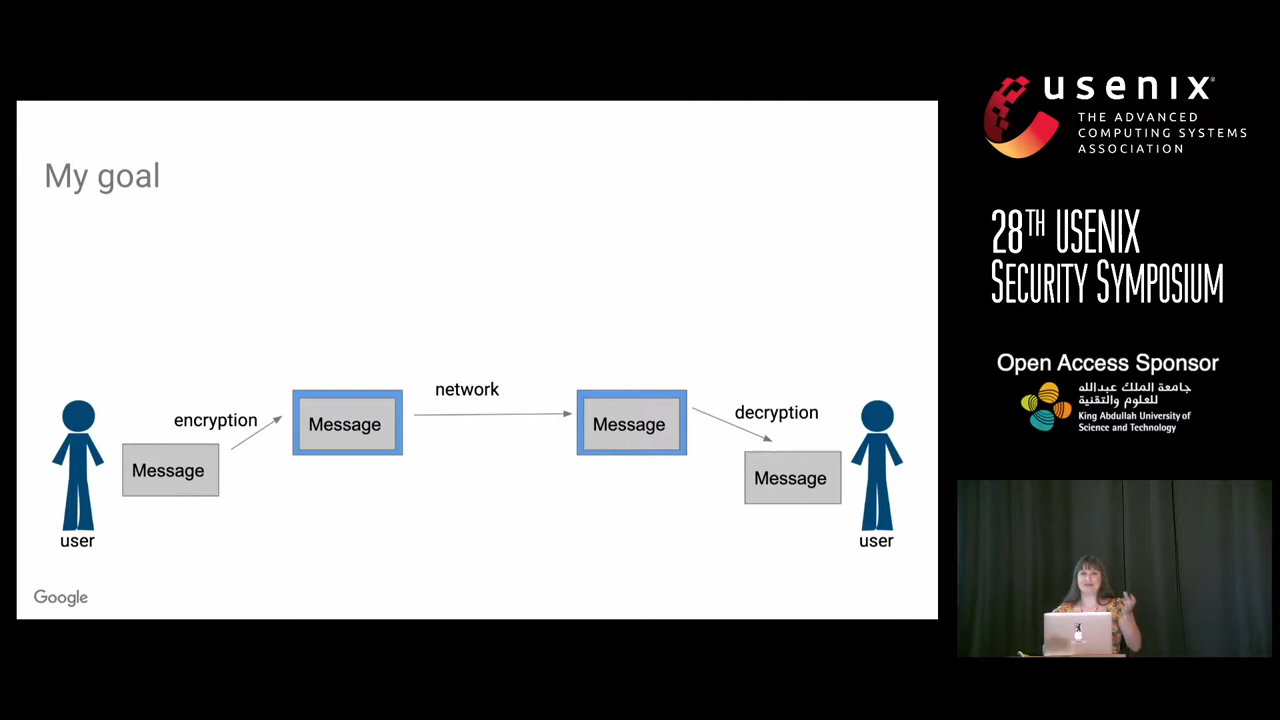 My goal
encryption
Message
user
Message
network
Message
decryption
Message
user
Google
usenix
THE ADVANCED
COMPUTING SYSTEMS
ASSOCIATION
28TH USENIX
SECURITY SYMPOSIUM
Open Access Sponsor
جامعة الملك عبدالله
للعلوم والتقنية
King Abdullah University of
Science and Technology